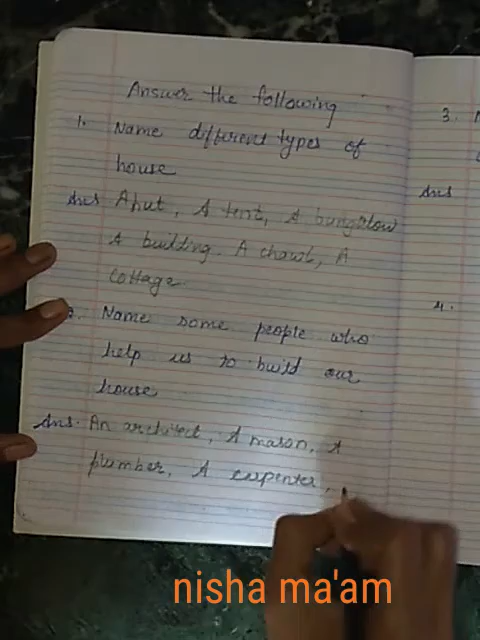 Answer the following
1. Name different types of
house
Ans A hut, A tent, A bungalow
A building. A chawl, A
cottage.
2. Name some people who
help us to build our
house
Ans. An architect, A mason, A
plumber, A carpenter,
3.
Ans
4.
nisha ma'am